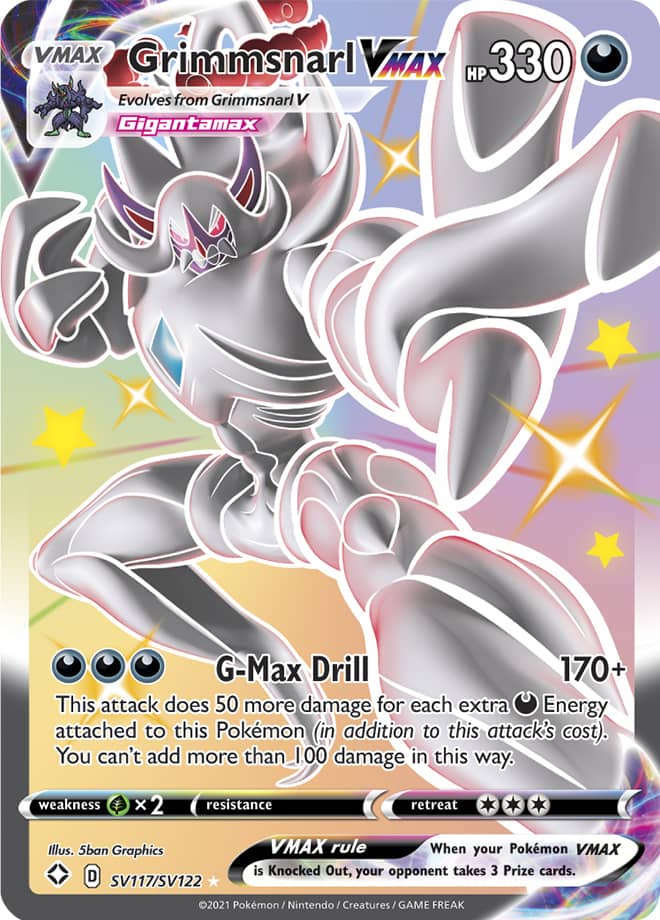 VMAX Grimmsnarl VMAX HP 330
Evolves from Grimmsnarl V
Gigantamax
G-Max Drill 170+
This attack does 50 more damage for each extra Energy
attached to this Pokémon (in addition to this attack's cost).
You can't add more than 100 damage in this way.
weakness ×2 resistance retreat
Illus. 5ban Graphics
VMAX rule When your Pokémon VMAX
is Knocked Out, your opponent takes 3 Prize cards.
D SV117/SV122
©2021 Pokémon / Nintendo / Creatures / GAME FREAK